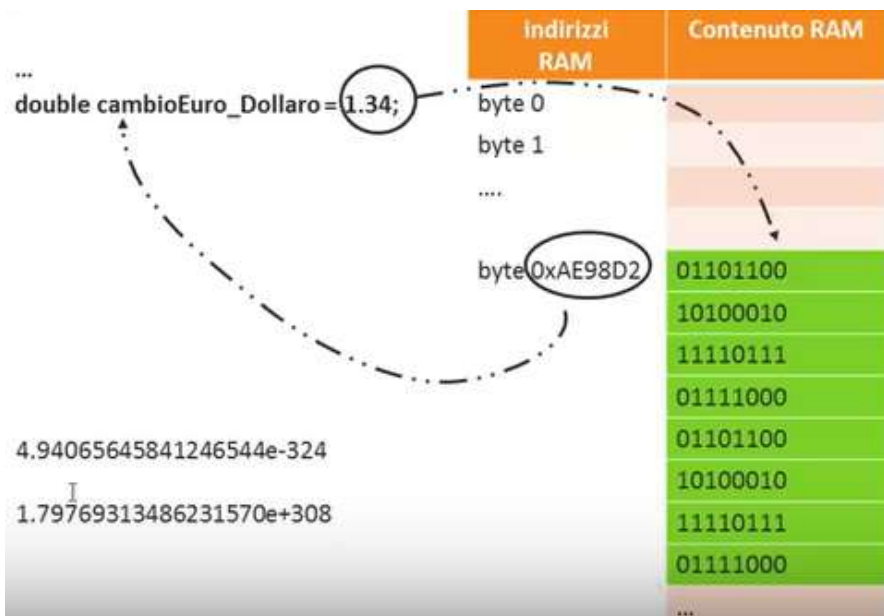 ...
double cambioEuro_Dollaro = 1.34;
4.94065645841246544e-324
1.79769313486231570e+308
indirizzi RAM
Contenuto RAM
byte 0
byte 1
....
byte 0xAE98D2
01101100
10100010
11110111
01111000
01101100
10100010
11110111
01111000
...